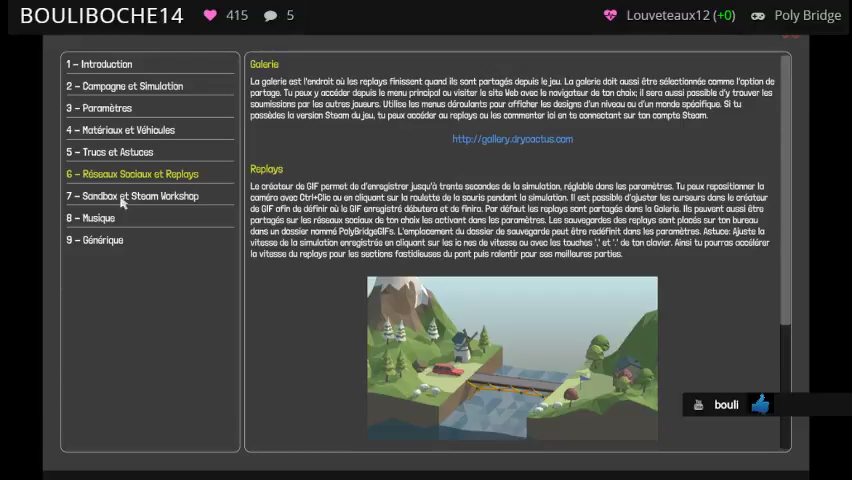 BOULIBOCHE14 415 5 Louveteaux12 (+0) Poly Bridge
1 – Introduction
2 – Campagne et Simulation
3 – Paramètres
4 – Matériaux et Véhicules
5 – Trucs et Astuces
6 – Réseaux Sociaux et Replays
7 – Sandbox et Steam Workshop
8 – Musique
9 – Générique
Galerie
La galerie est l'endroit où les replays finissent quand ils sont partagés depuis le jeu. La galerie doit aussi être sélectionnée comme l'option de
partage. Tu peux y accéder depuis le menu principal ou visiter le site Web avec le navigateur de ton choix; il sera aussi possible d'y trouver les
soumissions par les autres joueurs. Utilise les menus déroulants pour afficher les designs d'un niveau ou d'un monde spécifique. Si tu
possèdes la version Steam du jeu, tu peux accéder au replays ou les commenter ici en te connectant sur ton compte Steam.
http://gallery.drycactus.com
Replays
Le créateur de GIF permet de d'enregistrer jusqu'à trente secondes de la simulation, réglable dans les paramètres. Tu peux repositionner la
caméra avec Ctrl+Clic ou en cliquant sur la roulette de la souris pendant la simulation. Il est possible d'ajuster les curseurs dans le créateur
de GIF afin de définir où le GIF enregistré débutera et de finira. Par défaut les replays sont partagés dans la Galerie. Ils peuvent aussi être
partagés sur les réseaux sociaux de ton choix les activant dans les paramètres. Les sauvegardes des replays sont placés sur ton bureau
dans un dossier nommé PolyBridgeGIFs. L'emplacement du dossier de sauvegarde peut être redéfinit dans les paramètres. Astuce: Ajuste la
vitesse de la simulation enregistrée en cliquant sur les ic nes de vitesse ou avec les touches ',' et '.' de ton clavier. Ainsi tu pourras accélérer
la vitesse du replays pour les sections fastidieuses du pont puis ralentir pour ses meilleures parties.
bouli